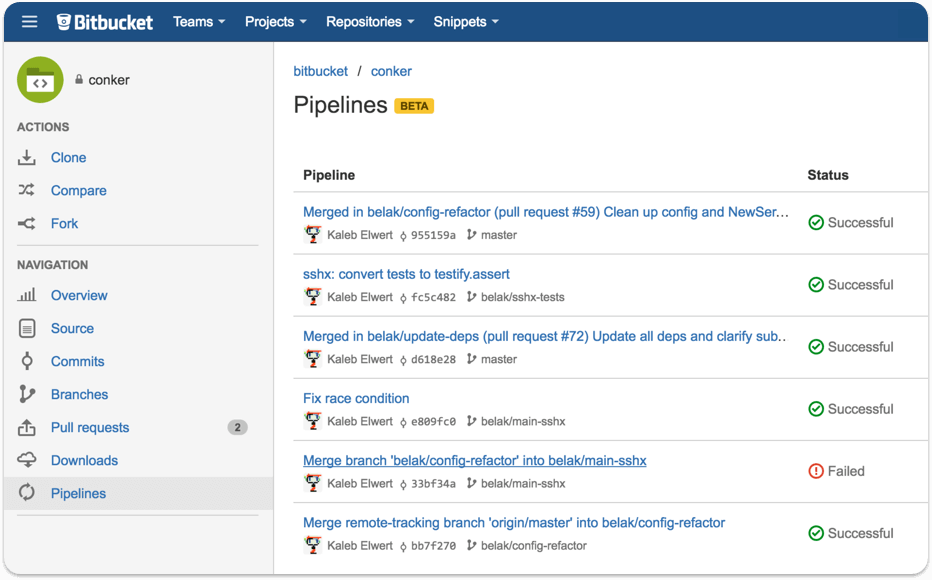 Bitbucket Teams Projects Repositories Snippets
conker
ACTIONS
Clone
Compare
Fork
NAVIGATION
Overview
Source
Commits
Branches
Pull requests 2
Downloads
Pipelines
bitbucket / conker
Pipelines BETA
Pipeline Status
Merged in belak/config-refactor (pull request #59) Clean up config and NewSer...
Kaleb Elwert 955159a master
Successful
sshx: convert tests to testify.assert
Kaleb Elwert fc5c482 belak/sshx-tests
Successful
Merged in belak/update-deps (pull request #72) Update all deps and clarify sub..
Kaleb Elwert d618e28 master
Successful
Fix race condition
Kaleb Elwert e809fc0 belak/main-sshx
Successful
Merge branch 'belak/config-refactor' into belak/main-sshx
Kaleb Elwert 33bf34a belak/main-sshx
Failed
Merge remote-tracking branch 'origin/master' into belak/config-refactor
Kaleb Elwert bb7f270 belak/config-refactor
Successful